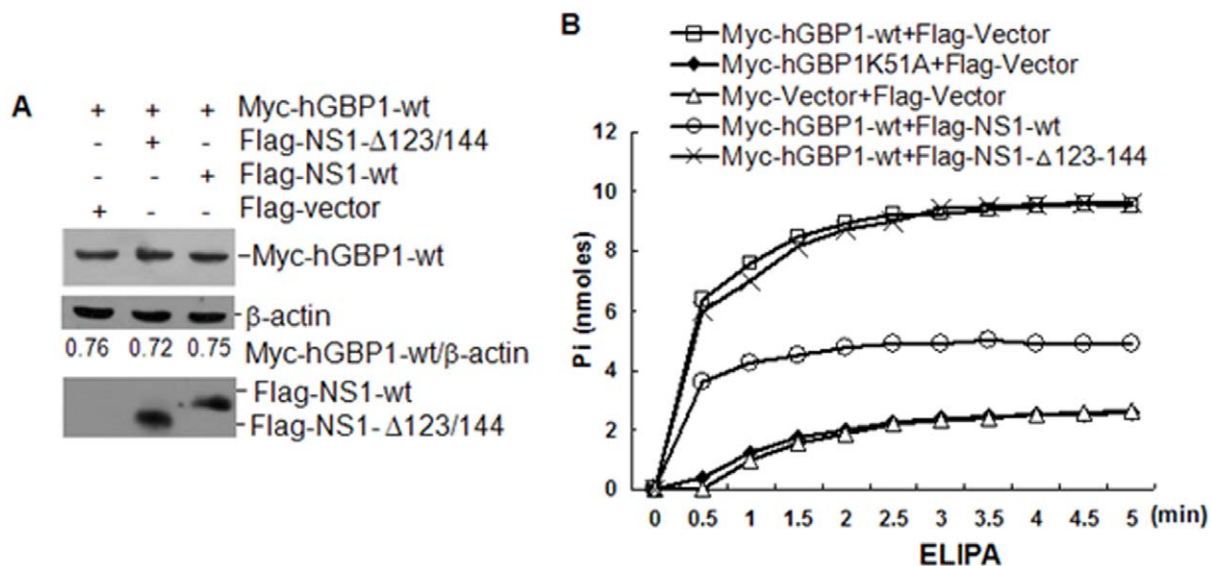 A
+ + + Myc-hGBP1-wt
- + - Flag-NS1-Δ123/144
- - + Flag-NS1-wt
+ - - Flag-vector
Myc-hGBP1-wt
β-actin
0.76 0.72 0.75 Myc-hGBP1-wt/β-actin
Flag-NS1-wt
Flag-NS1-Δ123/144
B
Myc-hGBP1-wt+Flag-Vector
Myc-hGBP1K51A+Flag-Vector
Myc-Vector+Flag-Vector
Myc-hGBP1-wt+Flag-NS1-wt
Myc-hGBP1-wt+Flag-NS1-Δ123-144
Pi (nmoles)
12
10
8
6
4
2
0
0 0.5 1 1.5 2 2.5 3 3.5 4 4.5 5 (min)
ELIPA